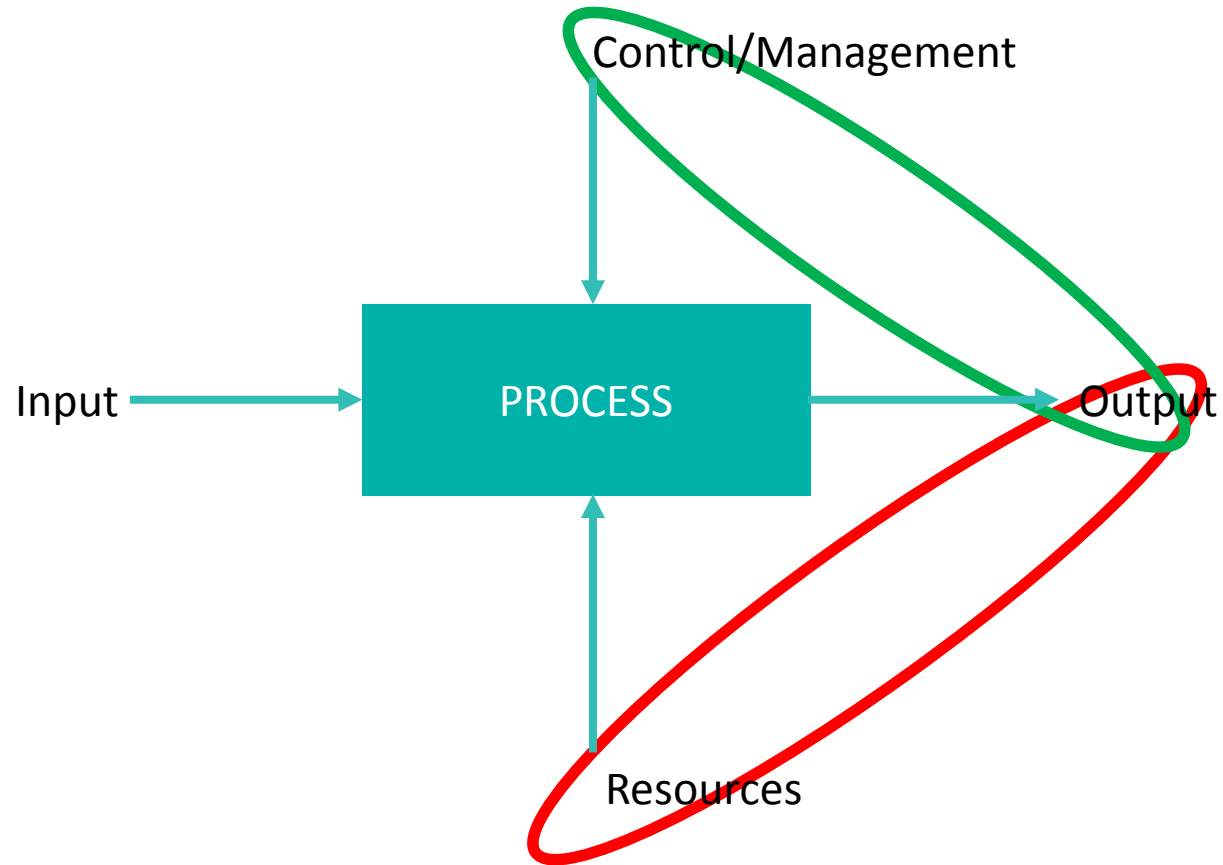 Control/Management
Input
PROCESS
Output
Resources